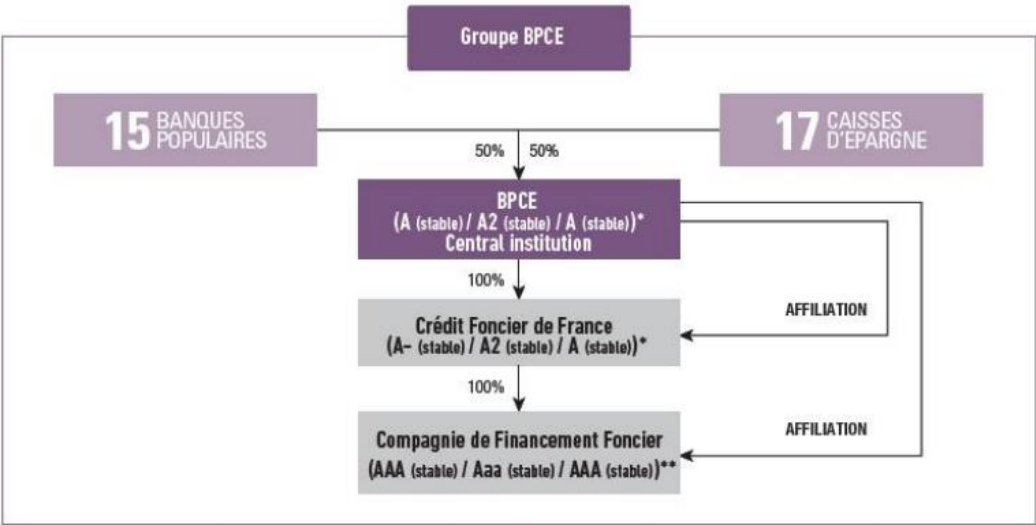 Groupe BPCE
15 BANQUES
POPULAIRES
17 CAISSES
D'EPARGNE
50% 50%
BPCE
(A (stable) / A2 (stable) / A (stable))*
Central institution
100%
AFFILIATION
Crédit Foncier de France
(A- (stable) / A2 (stable) / A (stable))*
100%
AFFILIATION
Compagnie de Financement Foncier
(AAA (stable) / Aaa (stable) / AAA (stable))**